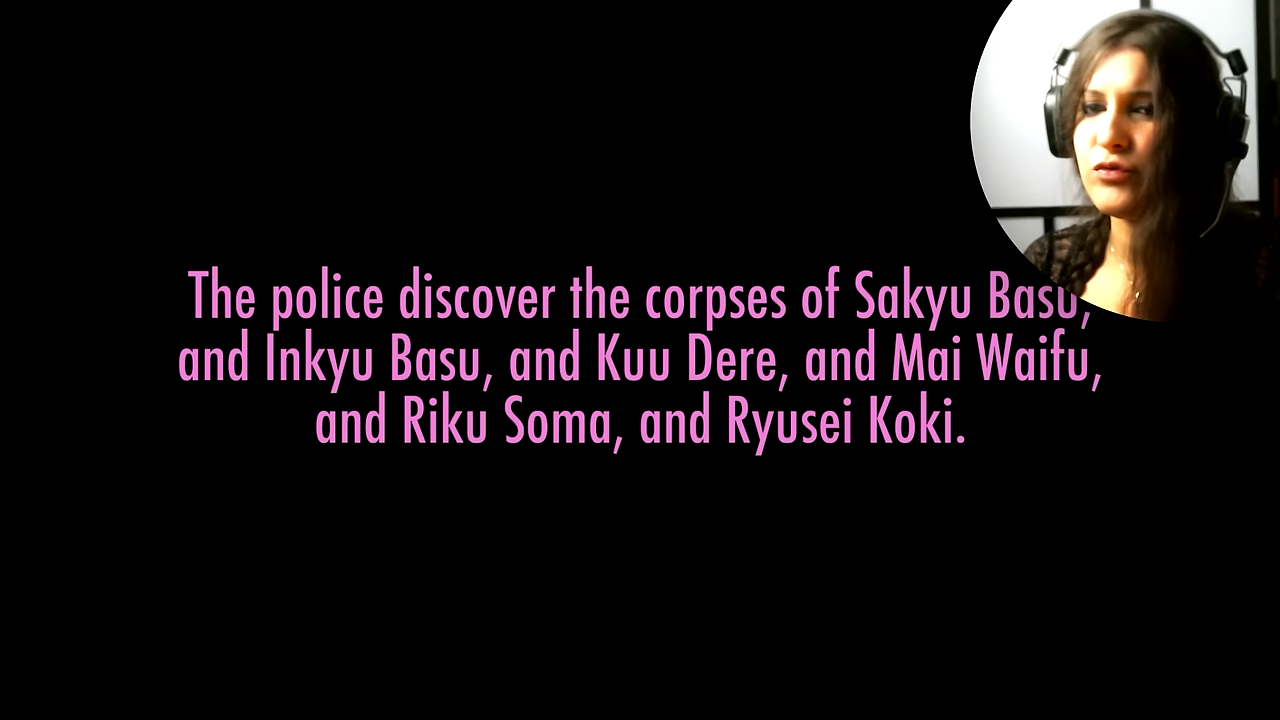 The police discover the corpses of Sakyu Basu,
and Inkyu Basu, and Kuu Dere, and Mai Waifu,
and Riku Soma, and Ryusei Koki.